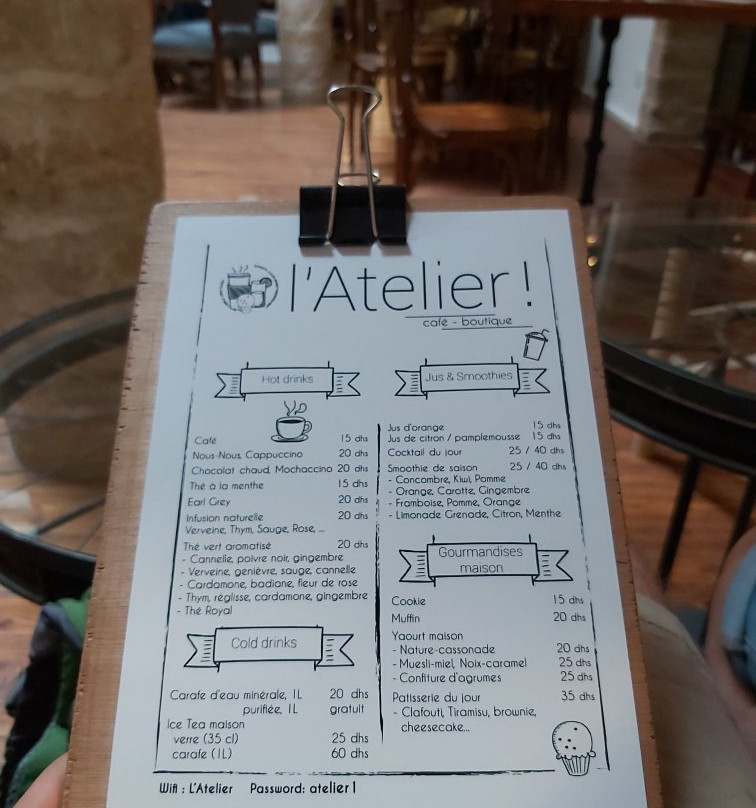 l'Atelier !
café - boutique
Hot drinks
Café 15 dhs
Nous-Nous, Cappuccino 20 dhs
Chocolat chaud, Mochaccino 20 dhs
Thé à la menthe 15 dhs
Earl Grey 20 dhs
Infusion naturelle 20 dhs
Verveine, Thym, Sauge, Rose, ...
Thé vert aromatisé 20 dhs
- Cannelle, poivre noir, gingembre
- Verveine, genièvre, sauge, cannelle
- Cardamone, badiane, fleur de rose
- Thym, réglisse, cardamone, gingembre
- Thé Royal
Cold drinks
Carafe d'eau minérale, 1L 20 dhs
purifiée, 1L gratuit
Ice Tea maison
verre (35 cl) 25 dhs
carafe (1L) 60 dhs
Jus & Smoothies
Jus d'orange 15 dhs
Jus de citron / pamplemousse 15 dhs
Cocktail du jour 25 / 40 dhs
Smoothie de saison 25 / 40 dhs
- Concombre, Kiwi, Pomme
- Orange, Carotte, Gingembre
- Framboise, Pomme, Orange
- Limonade Grenade, Citron, Menthe
Gourmandises
maison
Cookie 15 dhs
Muffin 20 dhs
Yaourt maison
- Nature-cassonade 20 dhs
- Muesli-miel, Noix-caramel 25 dhs
- Confiture d'agrumes 25 dhs
Patisserie du jour 35 dhs
- Clafouti, Tiramisu, brownie,
cheesecake...
Wifi : L'Atelier Password: atelier1